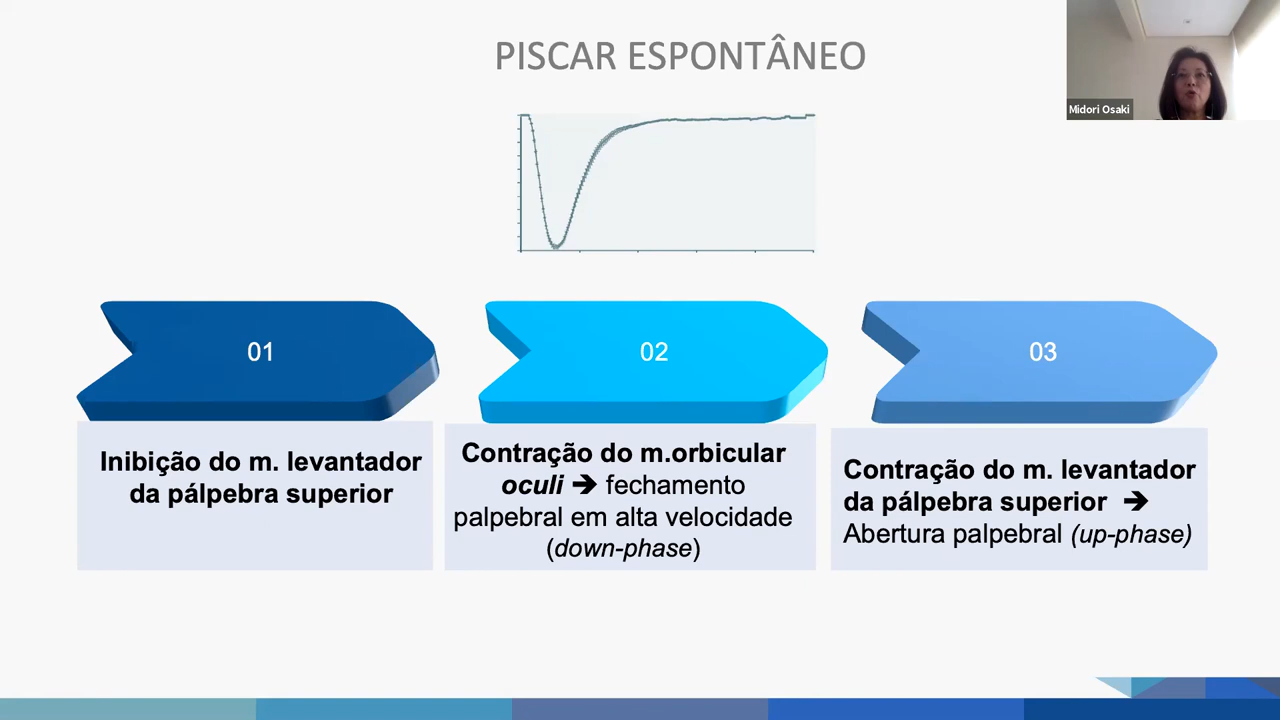 PISCAR ESPONTÂNEO
Midori Osaki
01
02
03
Inibição do m. levantador
da pálpebra superior
Contração do m.orbicular
oculi ➔ fechamento
palpebral em alta velocidade
(down-phase)
Contração do m. levantador
da pálpebra superior ➔
Abertura palpebral (up-phase)